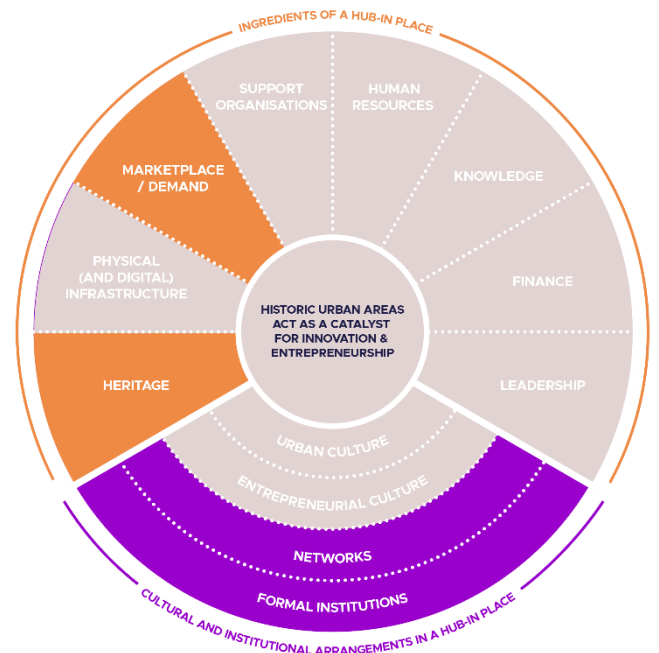 INGREDIENTS OF A HUB-IN PLACE
SUPPORT
ORGANISATIONS
HUMAN
RESOURCES
MARKETPLACE
/ DEMAND
KNOWLEDGE
PHYSICAL
(AND DIGITAL)
INFRASTRUCTURE
FINANCE
HISTORIC URBAN AREAS
ACT AS A CATALYST
FOR INNOVATION &
ENTREPRENEURSHIP
HERITAGE
LEADERSHIP
URBAN CULTURE
ENTREPRENEURIAL CULTURE
NETWORKS
FORMAL INSTITUTIONS
CULTURAL AND INSTITUTIONAL ARRANGEMENTS IN A HUB-IN PLACE